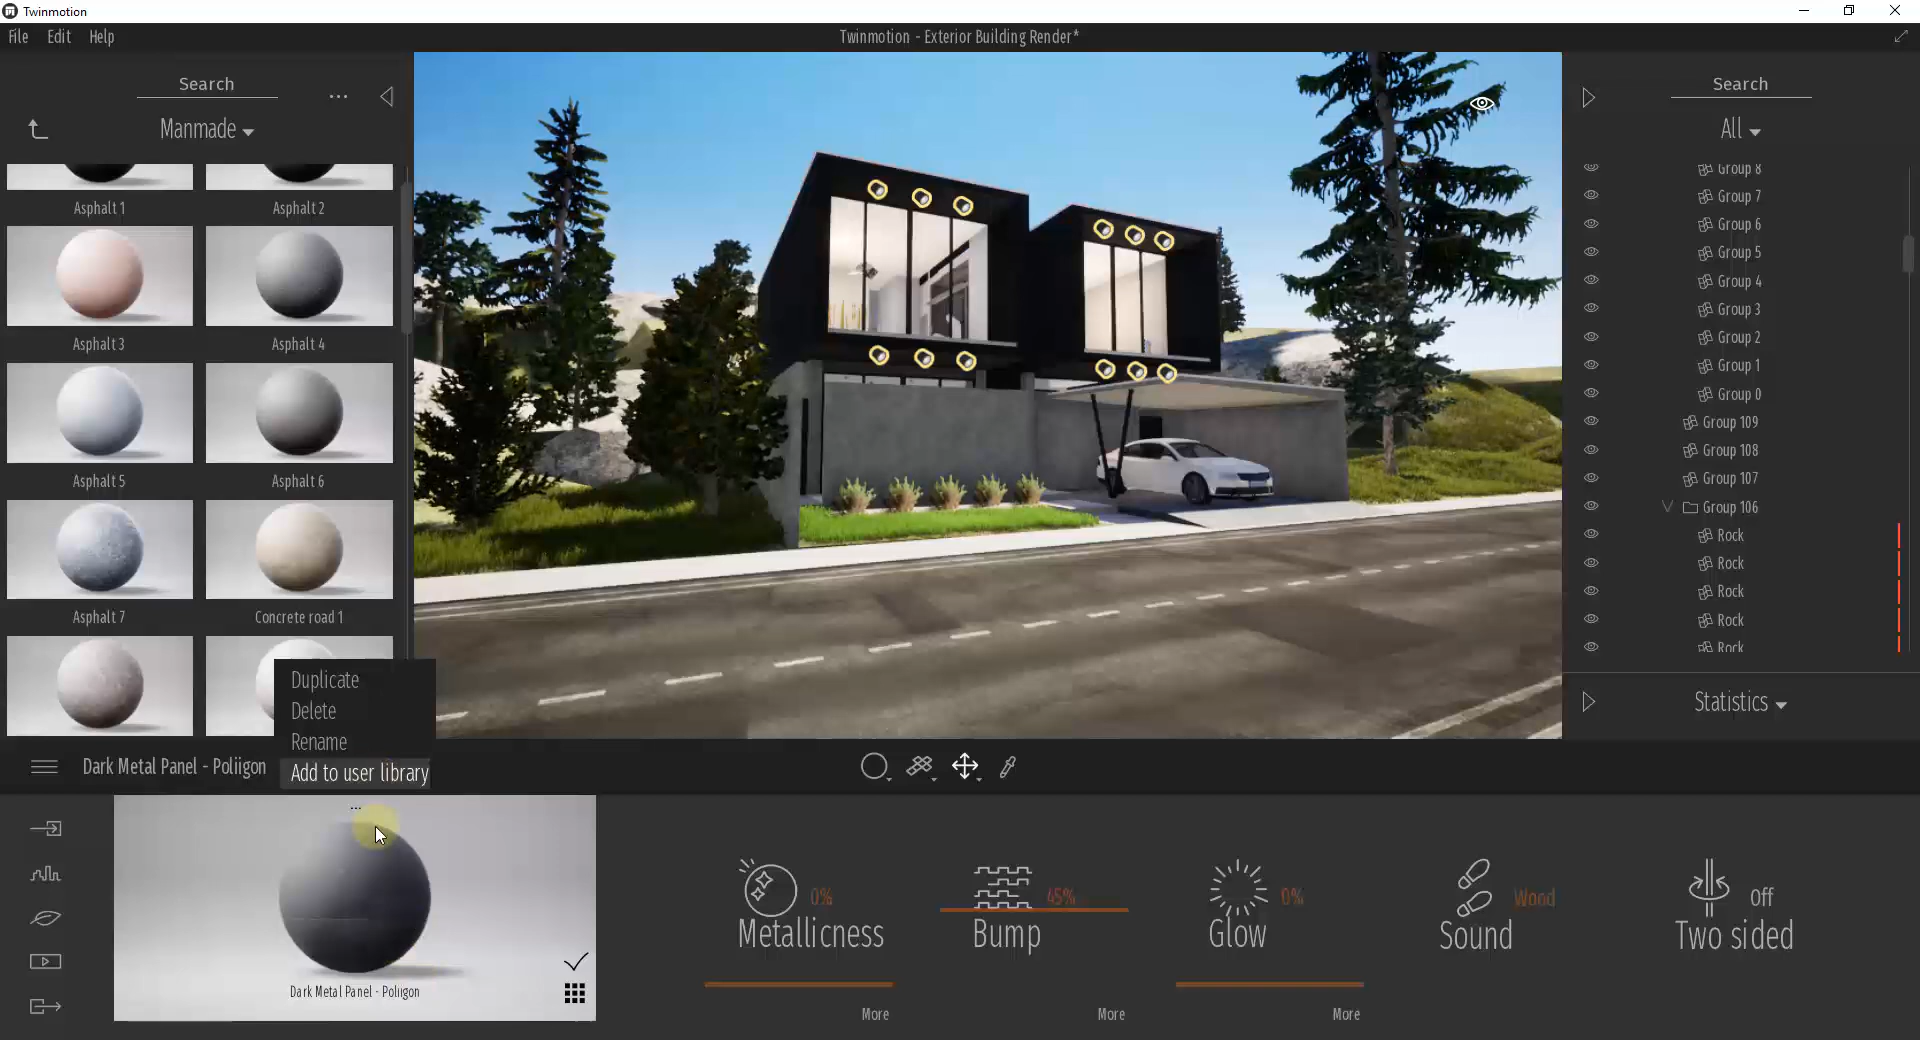 Twinmotion
File Edit Help
Twinmotion - Exterior Building Render*
Search
...
Manmade
Asphalt 1
Asphalt 2
Asphalt 3
Asphalt 4
Asphalt 5
Asphalt 6
Asphalt 7
Concrete road 1
Duplicate
Delete
Rename
Add to user library
Search
All
Group 8
Group 7
Group 6
Group 5
Group 4
Group 3
Group 2
Group 1
Group 0
Group 109
Group 108
Group 107
Group 106
Rock
Rock
Rock
Rock
Rock
Statistics
Dark Metal Panel - Poliigon
...
Dark Metal Panel - Poliigon
0%
Metallicness
More
45%
Bump
More
0%
Glow
More
Wood
Sound
Off
Two sided